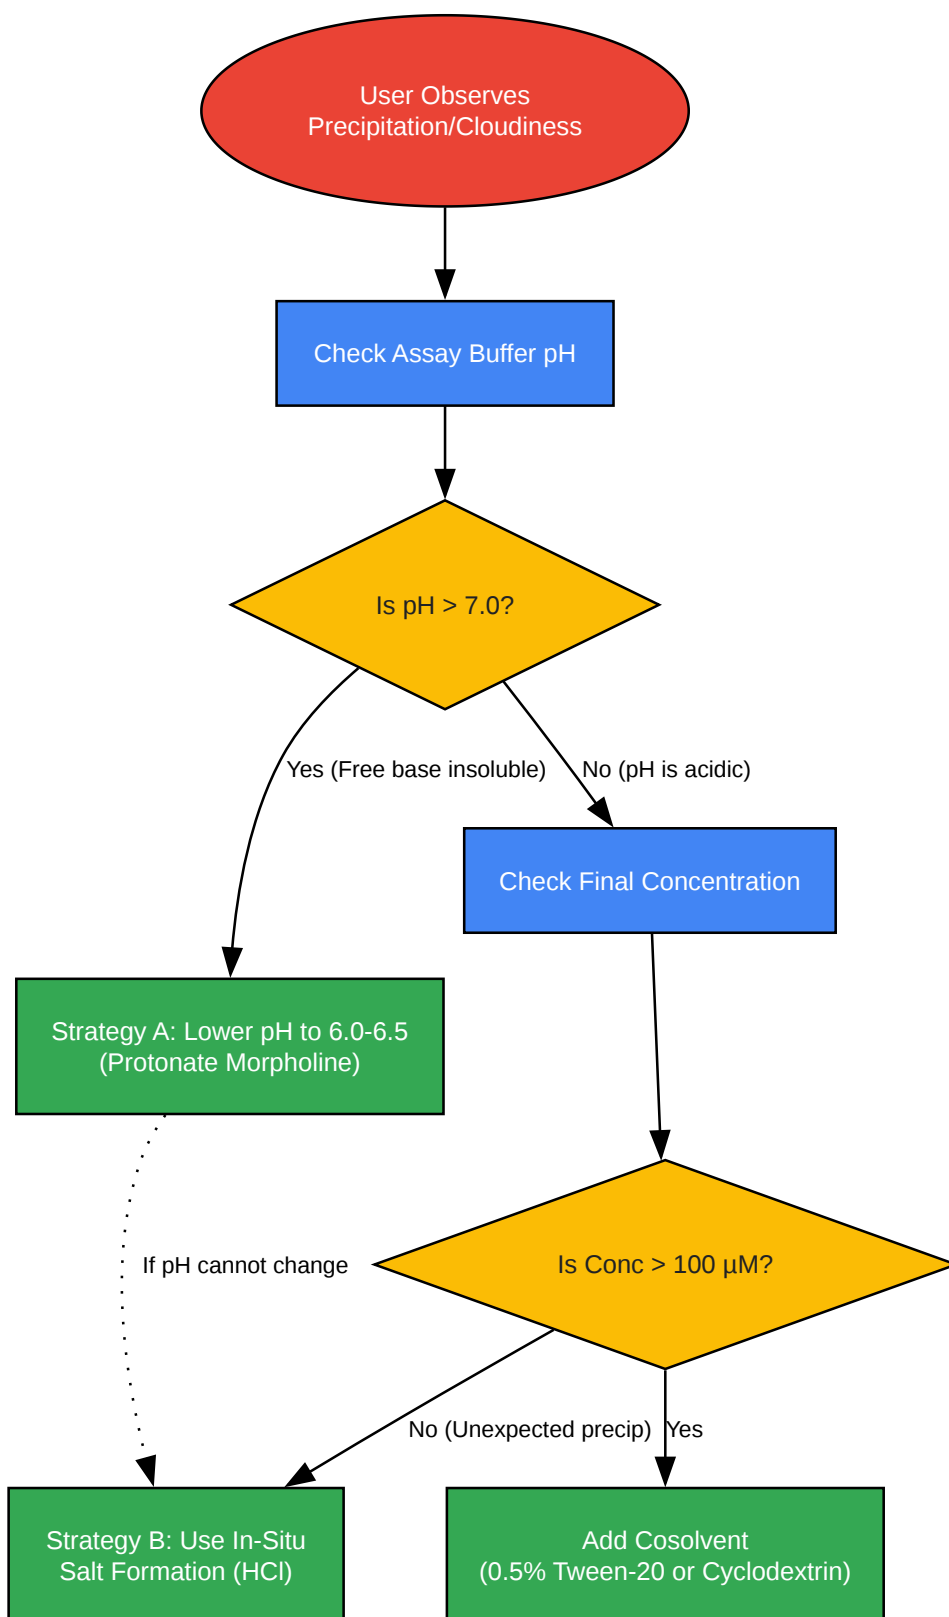 User Observes
Precipitation/Cloudiness
Check Assay Buffer pH
Is pH > 7.0?
Yes (Free base insoluble)
No (pH is acidic)
Check Final Concentration
Strategy A: Lower pH to 6.0-6.5
(Protonate Morpholine)
If pH cannot change
Is Conc > 100 µM?
No (Unexpected precip)
Yes
Strategy B: Use In-Situ
Salt Formation (HCl)
Add Cosolvent
(0.5% Tween-20 or Cyclodextrin)